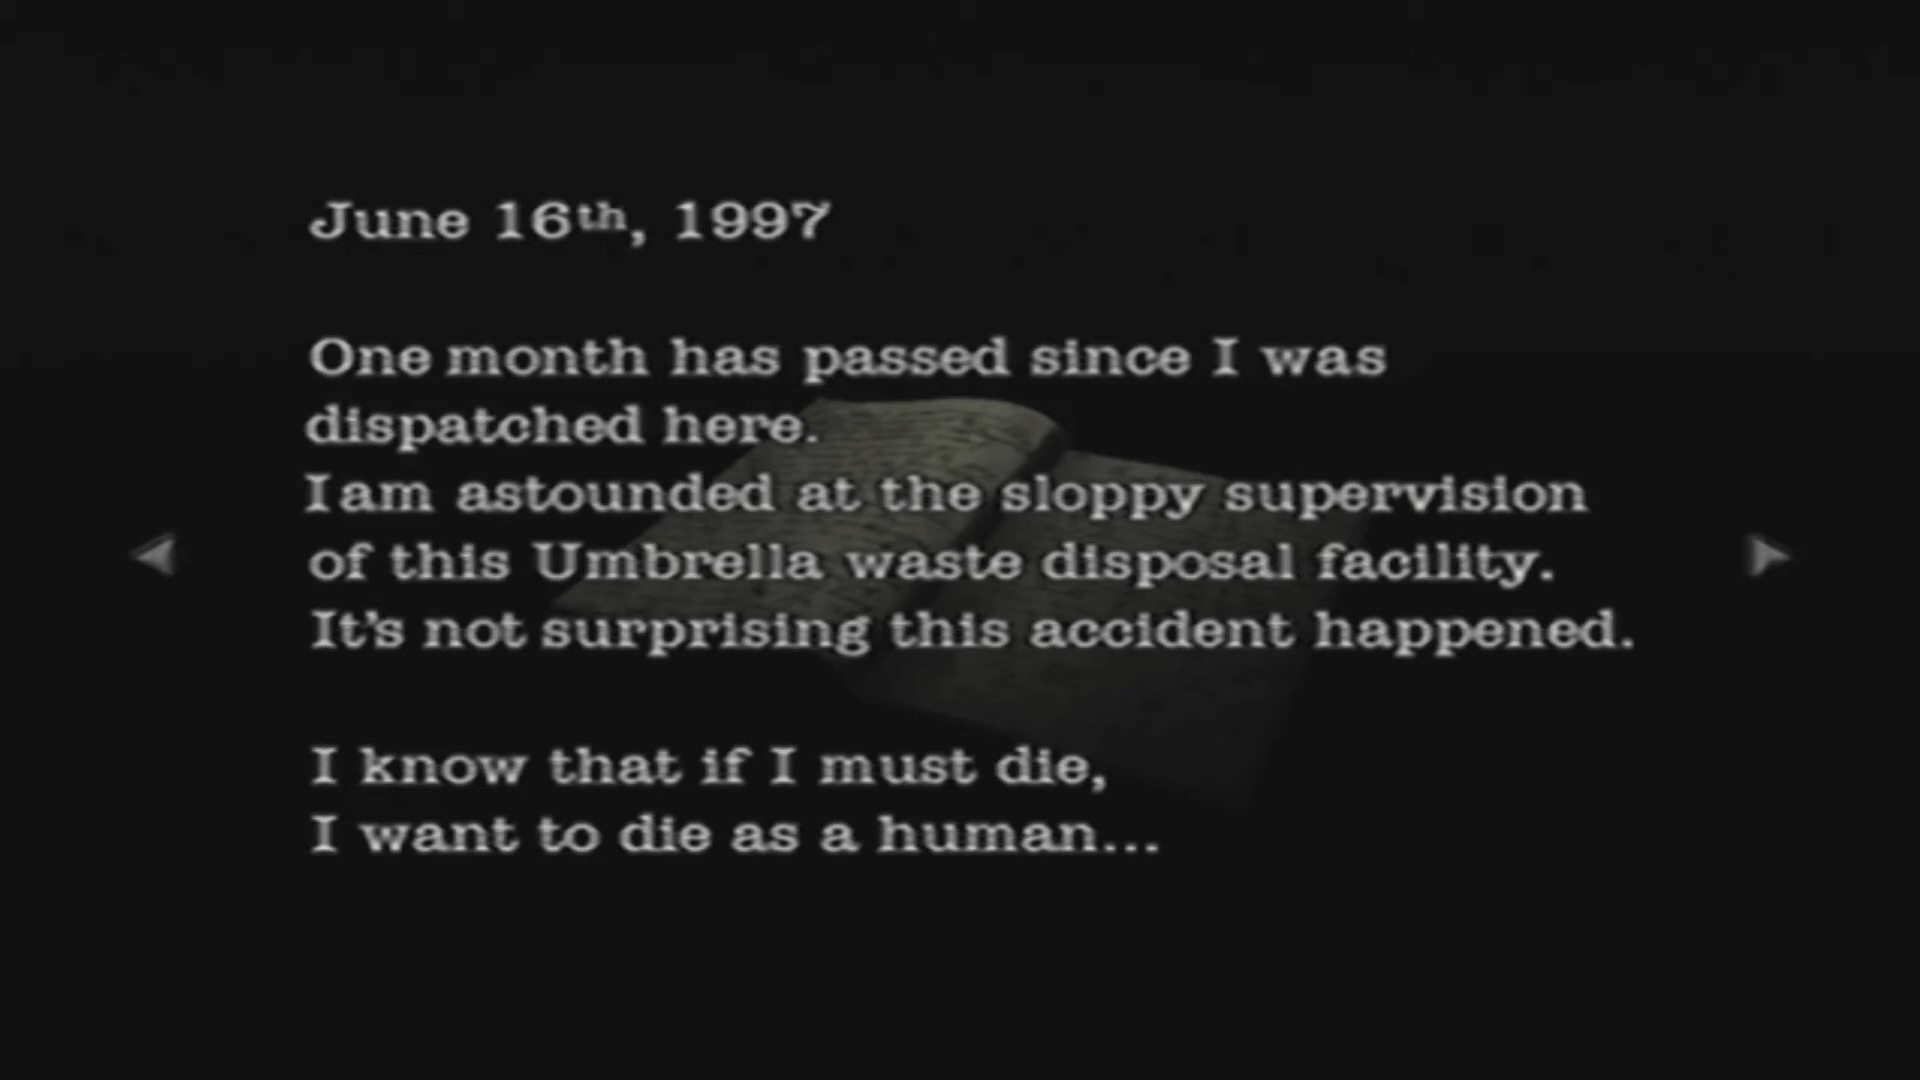 June 16th, 1997
One month has passed since I was
dispatched here.
I am astounded at the sloppy supervision
of this Umbrella waste disposal facility.
It's not surprising this accident happened.
I know that if I must die,
I want to die as a human...